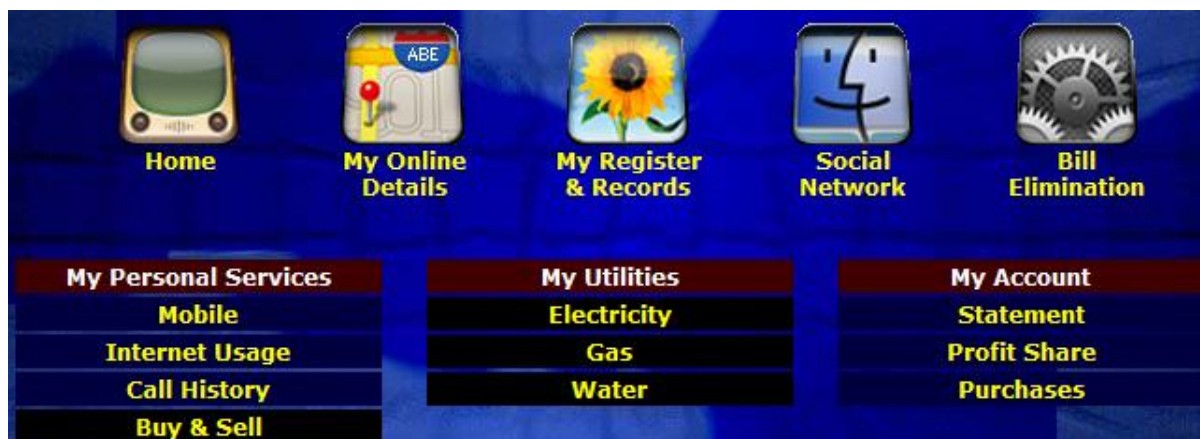 ABE
Home
My Online
Details
My Register
& Records
Social
Network
Bill
Elimination
My Personal Services
Mobile
Internet Usage
Call History
Buy & Sell
My Utilities
Electricity
Gas
Water
My Account
Statement
Profit Share
Purchases